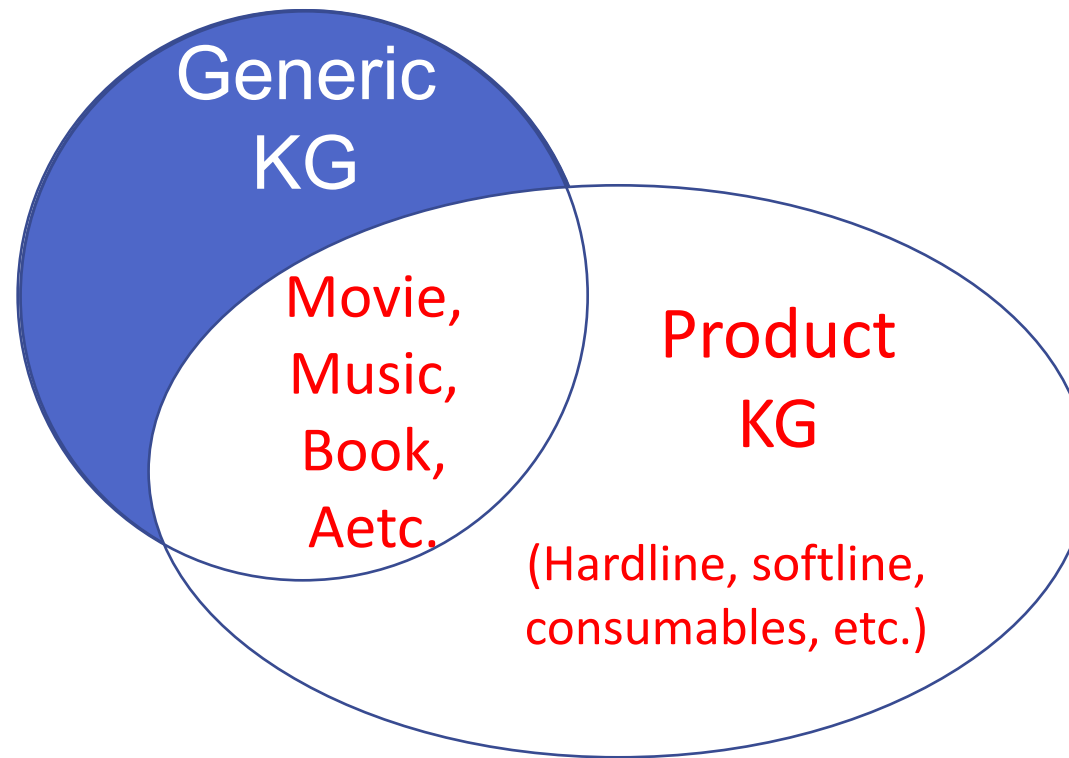 Generic
KG
Movie,
Music,
Book,
Aetc.
Product
KG
(Hardline, softline,
consumables, etc.)